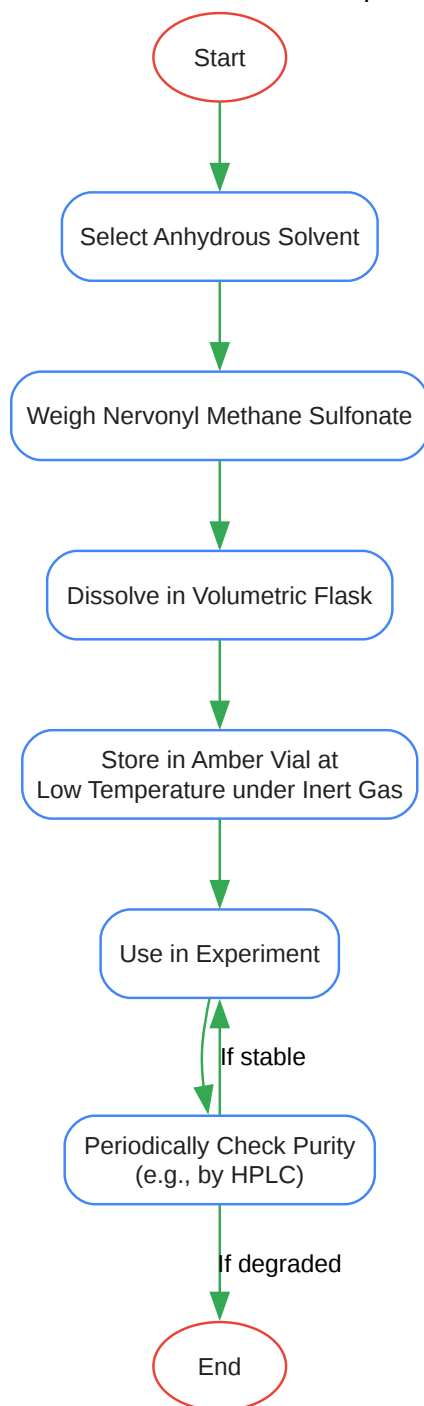 Start
Select Anhydrous Solvent
Weigh Nervonyl Methane Sulfonate
Dissolve in Volumetric Flask
Store in Amber Vial at
Low Temperature under Inert Gas
Use in Experiment
If stable
Periodically Check Purity
(e.g., by HPLC)
If degraded
End